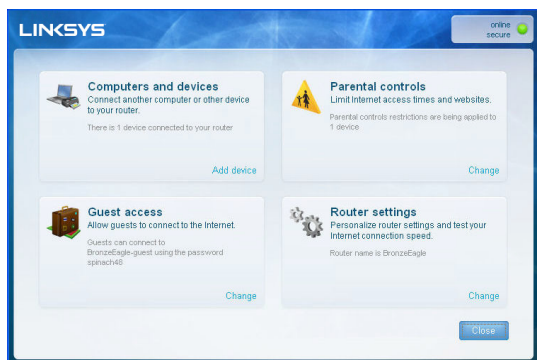 LINKSYS
online
secure
Computers and devices
Connect another computer or other device
to your router.
There is 1 device connected to your router
Add device
Parental controls
Limit Internet access times and websites.
Parental controls restrictions are being applied to
1 device
Change
Guest access
Allow guests to connect to the Internet.
Guests can connect to
BronzeEagle-guest using the password
spinach46
Change
Router settings
Personalize router settings and test your
Internet connection speed.
Router name is BronzeEagle
Change
Close